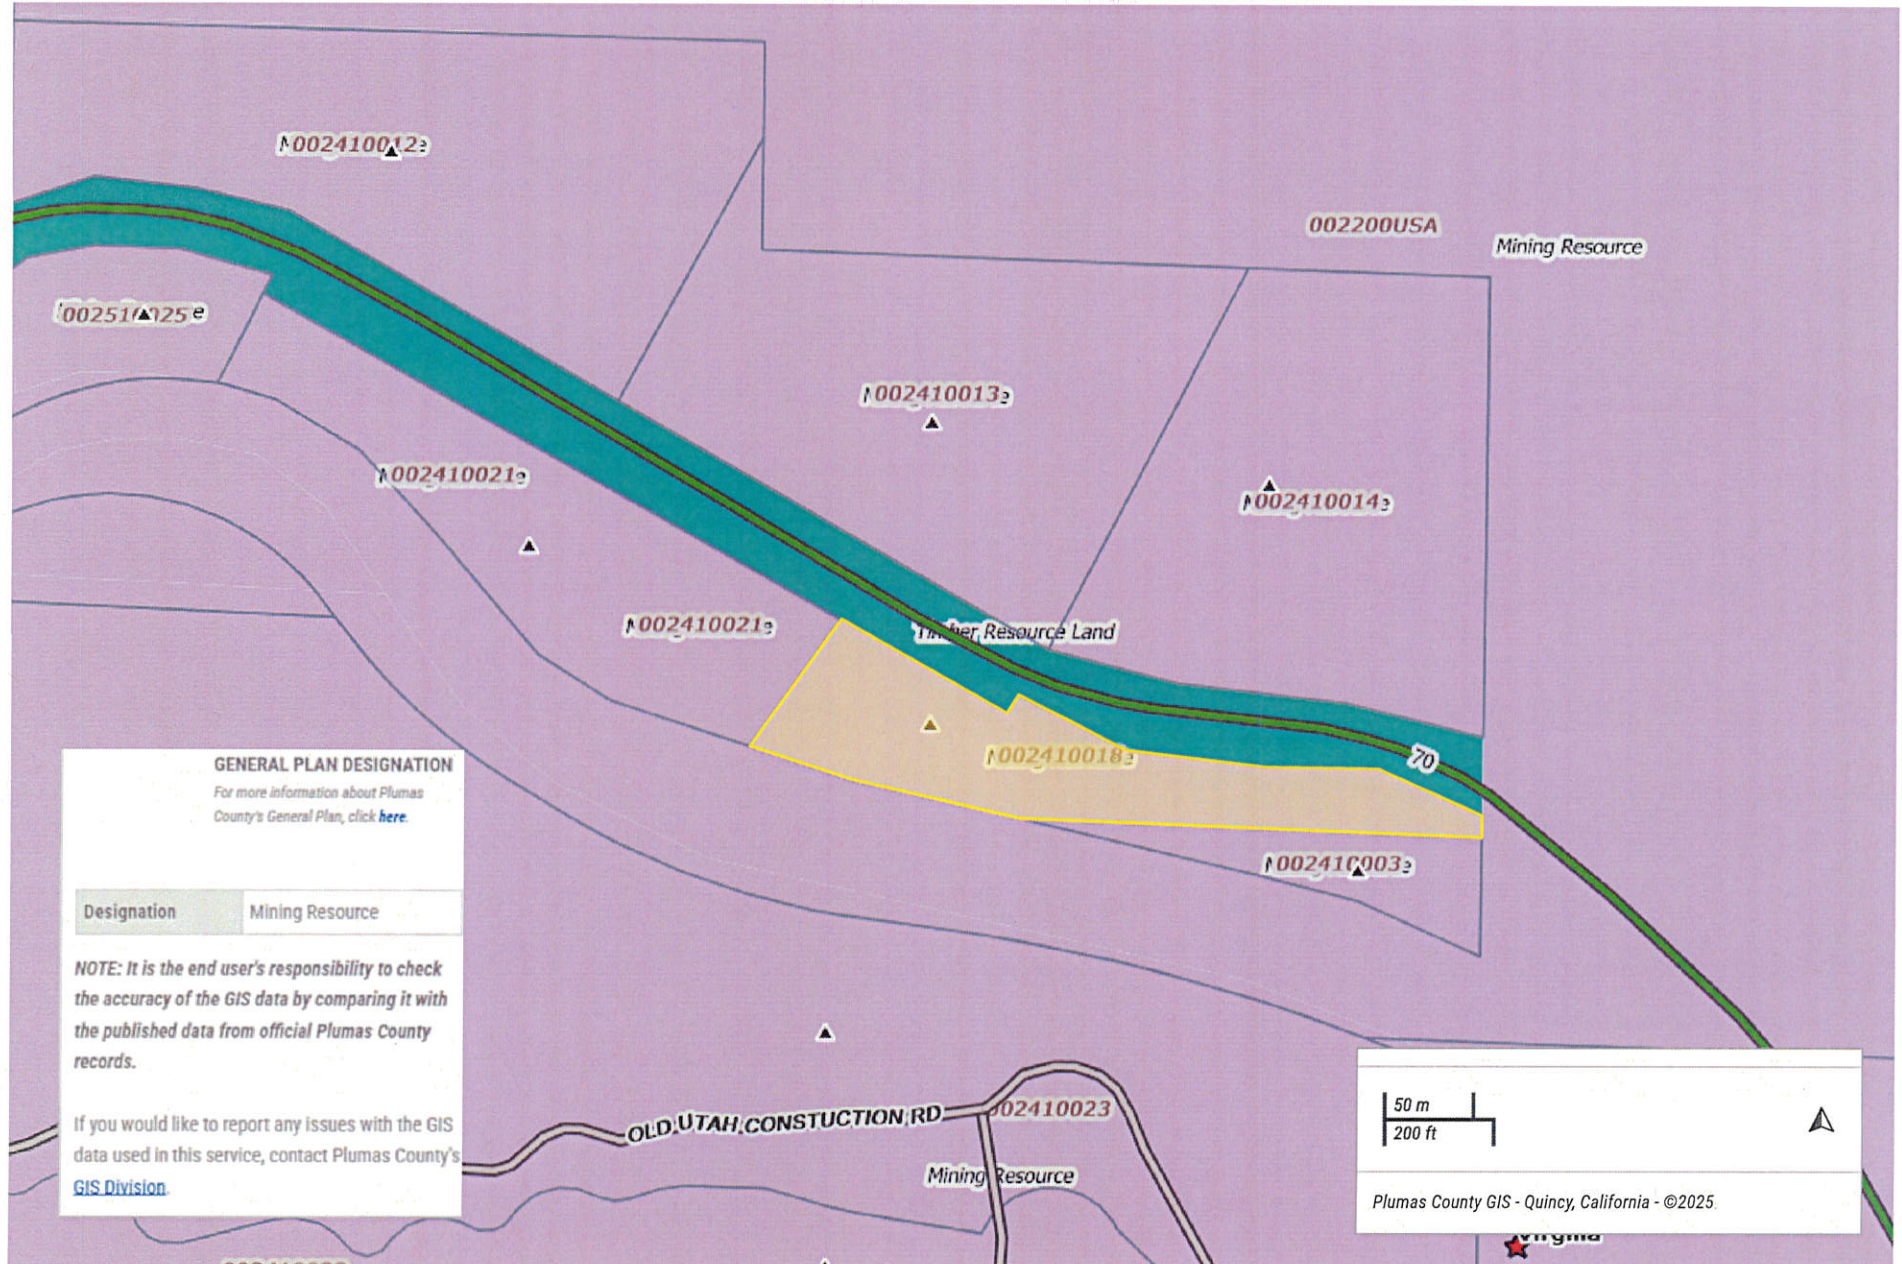 002410012
002200USA
Mining Resource
002510025
002410013
002410021
002410014
002410021
Timber Resource Land
002410018
70
002410003
GENERAL PLAN DESIGNATION
For more information about Plumas
County's General Plan, click here.
Designation Mining Resource
NOTE: It is the end user's responsibility to check
the accuracy of the GIS data by comparing it with
the published data from official Plumas County
records.
If you would like to report any issues with the GIS
data used in this service, contact Plumas County's
GIS Division.
OLD UTAH CONSTUCTION RD
002410023
Mining Resource
50 m
200 ft
Plumas County GIS - Quincy, California - ©2025
Virginia